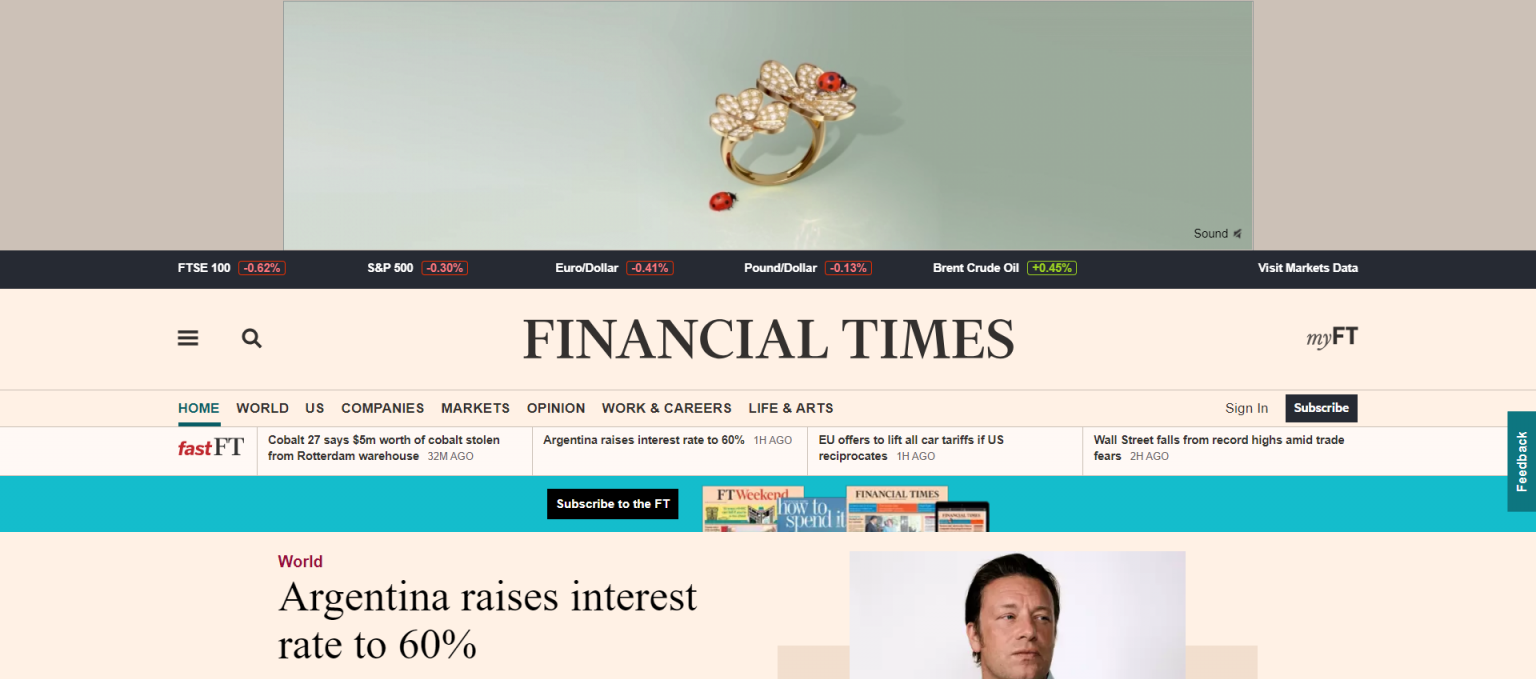 Sound
FTSE 100 -0.62% S&P 500 -0.30% Euro/Dollar -0.41% Pound/Dollar -0.13% Brent Crude Oil +0.45% Visit Markets Data
FINANCIAL TIMES
myFT
HOME WORLD US COMPANIES MARKETS OPINION WORK & CAREERS LIFE & ARTS Sign In Subscribe
fastFT
Cobalt 27 says $5m worth of cobalt stolen
from Rotterdam warehouse 32M AGO
Argentina raises interest rate to 60% 1H AGO
EU offers to lift all car tariffs if US
reciprocates 1H AGO
Wall Street falls from record highs amid trade
fears 2H AGO
Feedback
Subscribe to the FT
FTWeekend
how to
spend it
FINANCIAL TIMES
FINANCIAL TIMES
World
Argentina raises interest
rate to 60%